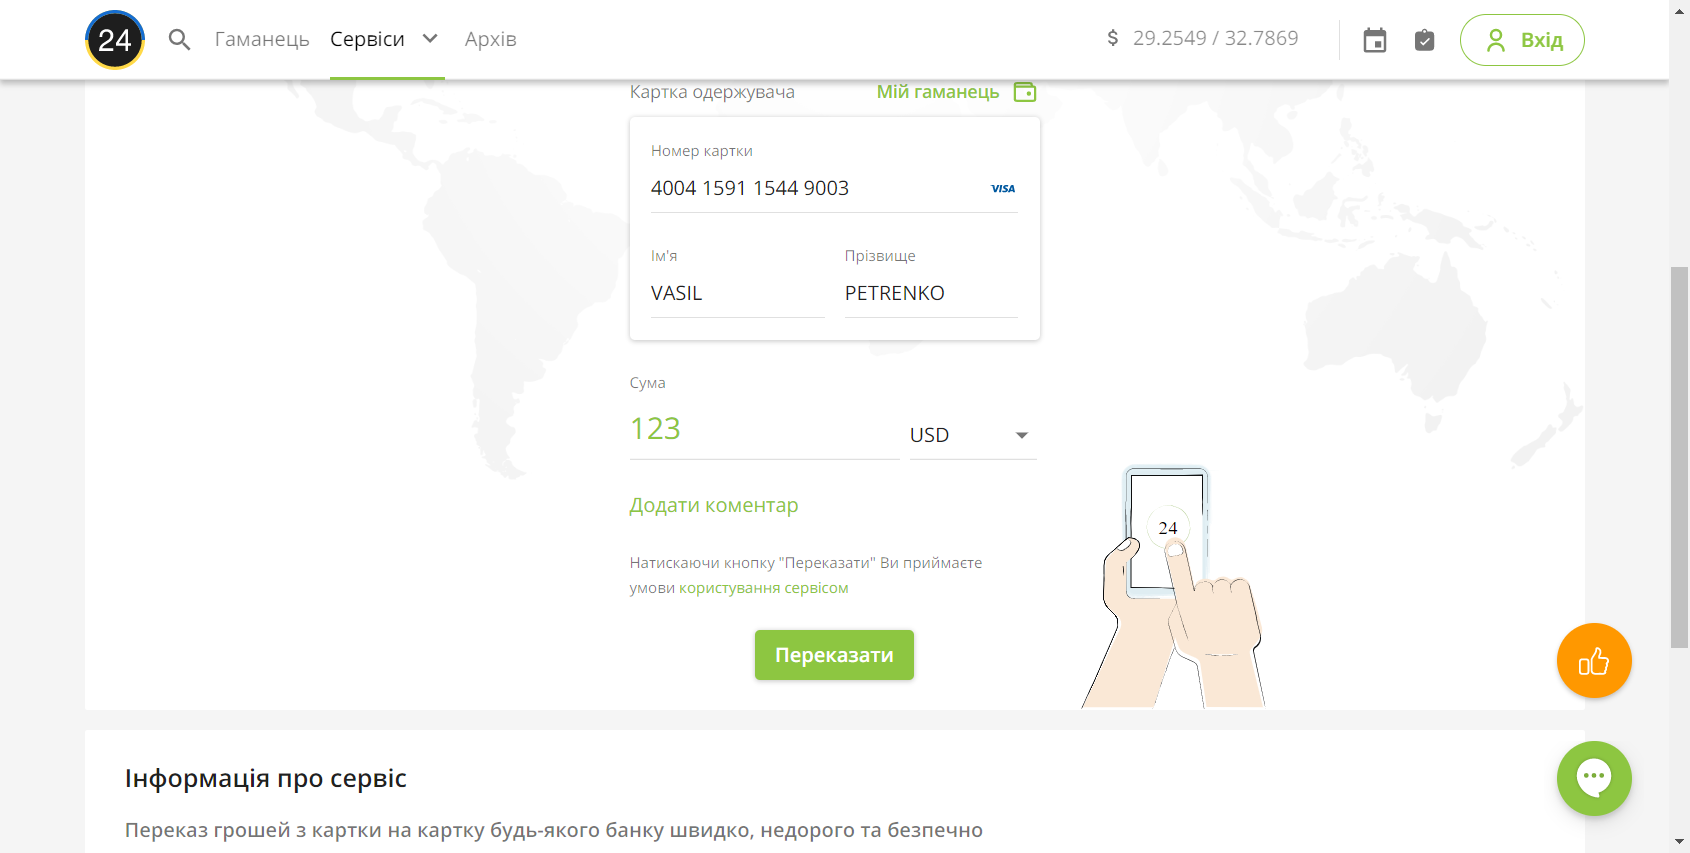 24 Гаманець Сервіси Архів $ 29.2549 / 32.7869 Вхід
Картка одержувача Мій гаманець
Номер картки
4004 1591 1544 9003 VISA
Ім'я Прізвище
VASIL PETRENKO
Сума
123 USD
Додати коментар
24
Натискаючи кнопку "Переказати" Ви приймаєте
умови користування сервісом
Переказати
Інформація про сервіс
Переказ грошей з картки на картку будь-якого банку швидко, недорого та безпечно